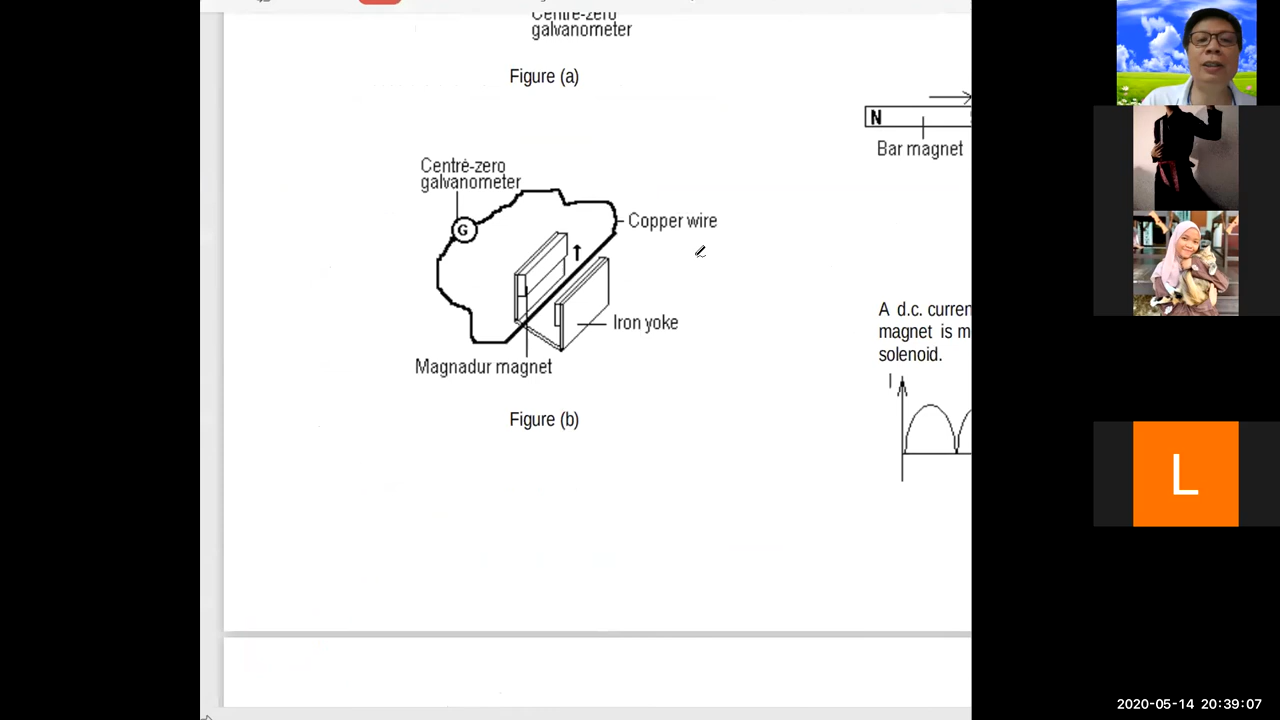 Centre-zero
galvanometer
Figure (a)
N
Bar magnet
Centre-zero
galvanometer
G
Copper wire
Iron yoke
Magnadur magnet
Figure (b)
A d.c.
magnet is
solenoid.
I
L
2020-05-14 20:39:07